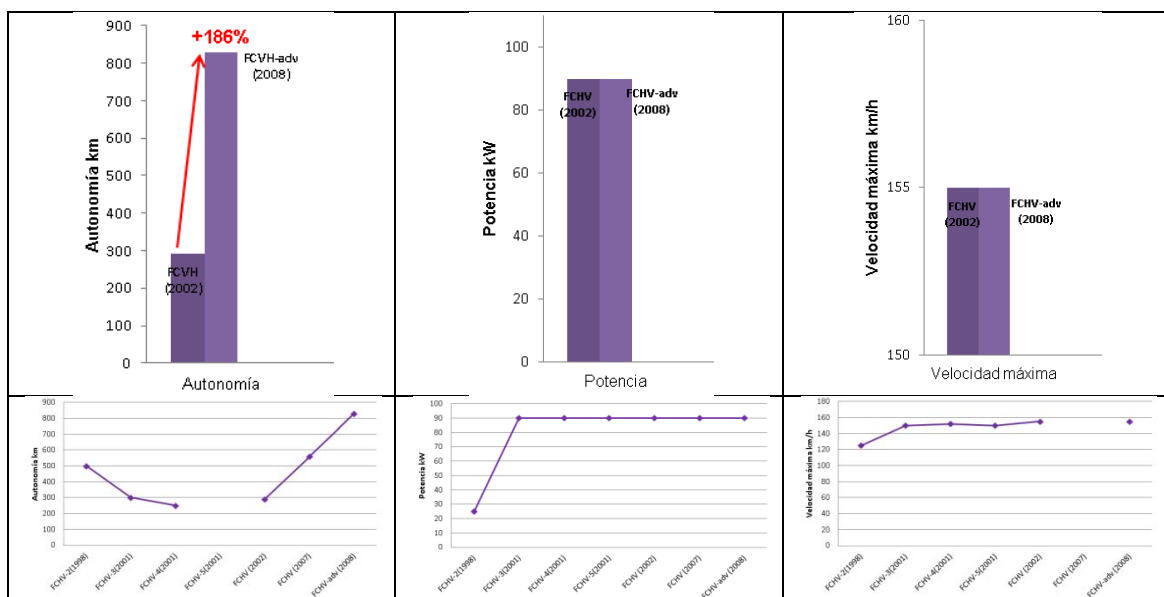 900
800
700
600
500
400
300
200
100
0
Autonomía km
+186%
FCVH-adv
(2008)
FCVH
(2002)
Autonomía
100
80
60
40
20
0
Potencia kW
FCHV
(2002)
FCHV-adv
(2008)
Potencia
160
155
150
Velocidad máxima km/h
FCHV
(2002)
FCHV-adv
(2008)
Velocidad máxima
900
800
700
600
500
400
300
200
100
0
Autonomía km
FCHV-2(1998)
FCHV-3(2001)
FCHV-4(2001)
FCHV-5(2001)
FCHV (2002)
FCHV (2007)
FCHV-adv (2008)
100
90
80
70
60
50
40
30
20
10
0
Potencia kW
FCHV-2(1998)
FCHV-3(2001)
FCHV-4(2001)
FCHV-5(2001)
FCHV (2002)
FCHV (2007)
FCHV-adv (2008)
180
160
140
120
100
80
60
40
20
0
Velocidad máxima km/h
FCHV-2(1998)
FCHV-3(2001)
FCHV-4(2001)
FCHV-5(2001)
FCHV (2002)
FCHV (2007)
FCHV-adv (2008)